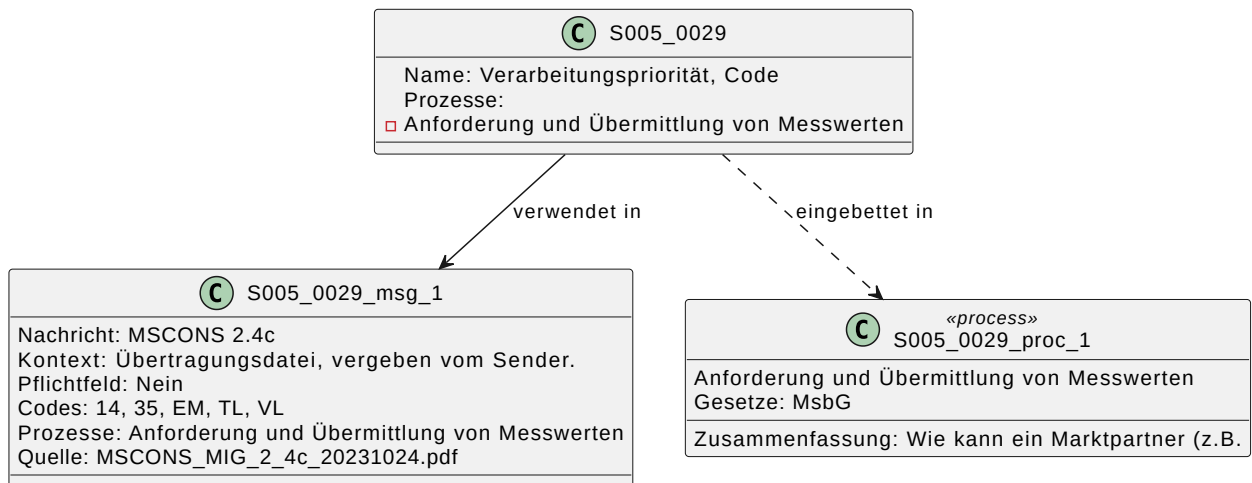 C S005_0029
Name: Verarbeitungspriorität, Code
Prozesse:
Anforderung und Übermittlung von Messwerten
verwendet in
eingebettet in
C S005_0029_msg_1
Nachricht: MSCONS 2.4c
Kontext: Übertragungsdatei, vergeben vom Sender.
Pflichtfeld: Nein
Codes: 14, 35, EM, TL, VL
Prozesse: Anforderung und Übermittlung von Messwerten
Quelle: MSCONS_MIG_2_4c_20231024.pdf
«process»
C S005_0029_proc_1
Anforderung und Übermittlung von Messwerten
Gesetze: MsbG
Zusammenfassung: Wie kann ein Marktpartner (z.B.